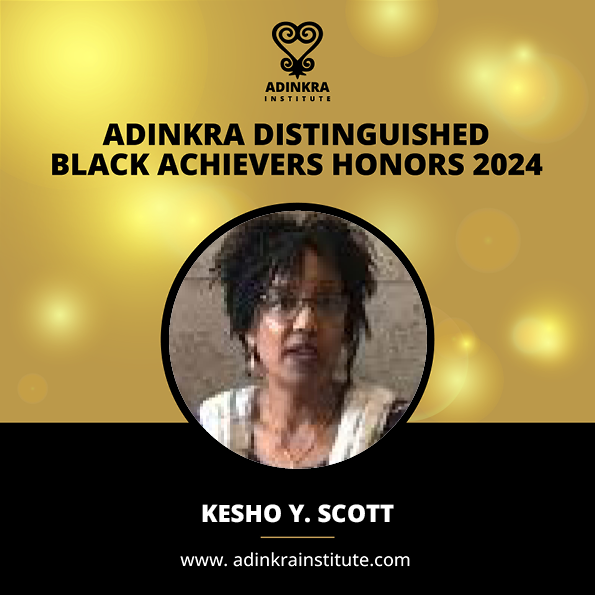 ADINKRA
INSTITUTE
ADINKRA DISTINGUISHED
BLACK ACHIEVERS HONORS 2024
KESHO Y. SCOTT
www. adinkrainstitute.com